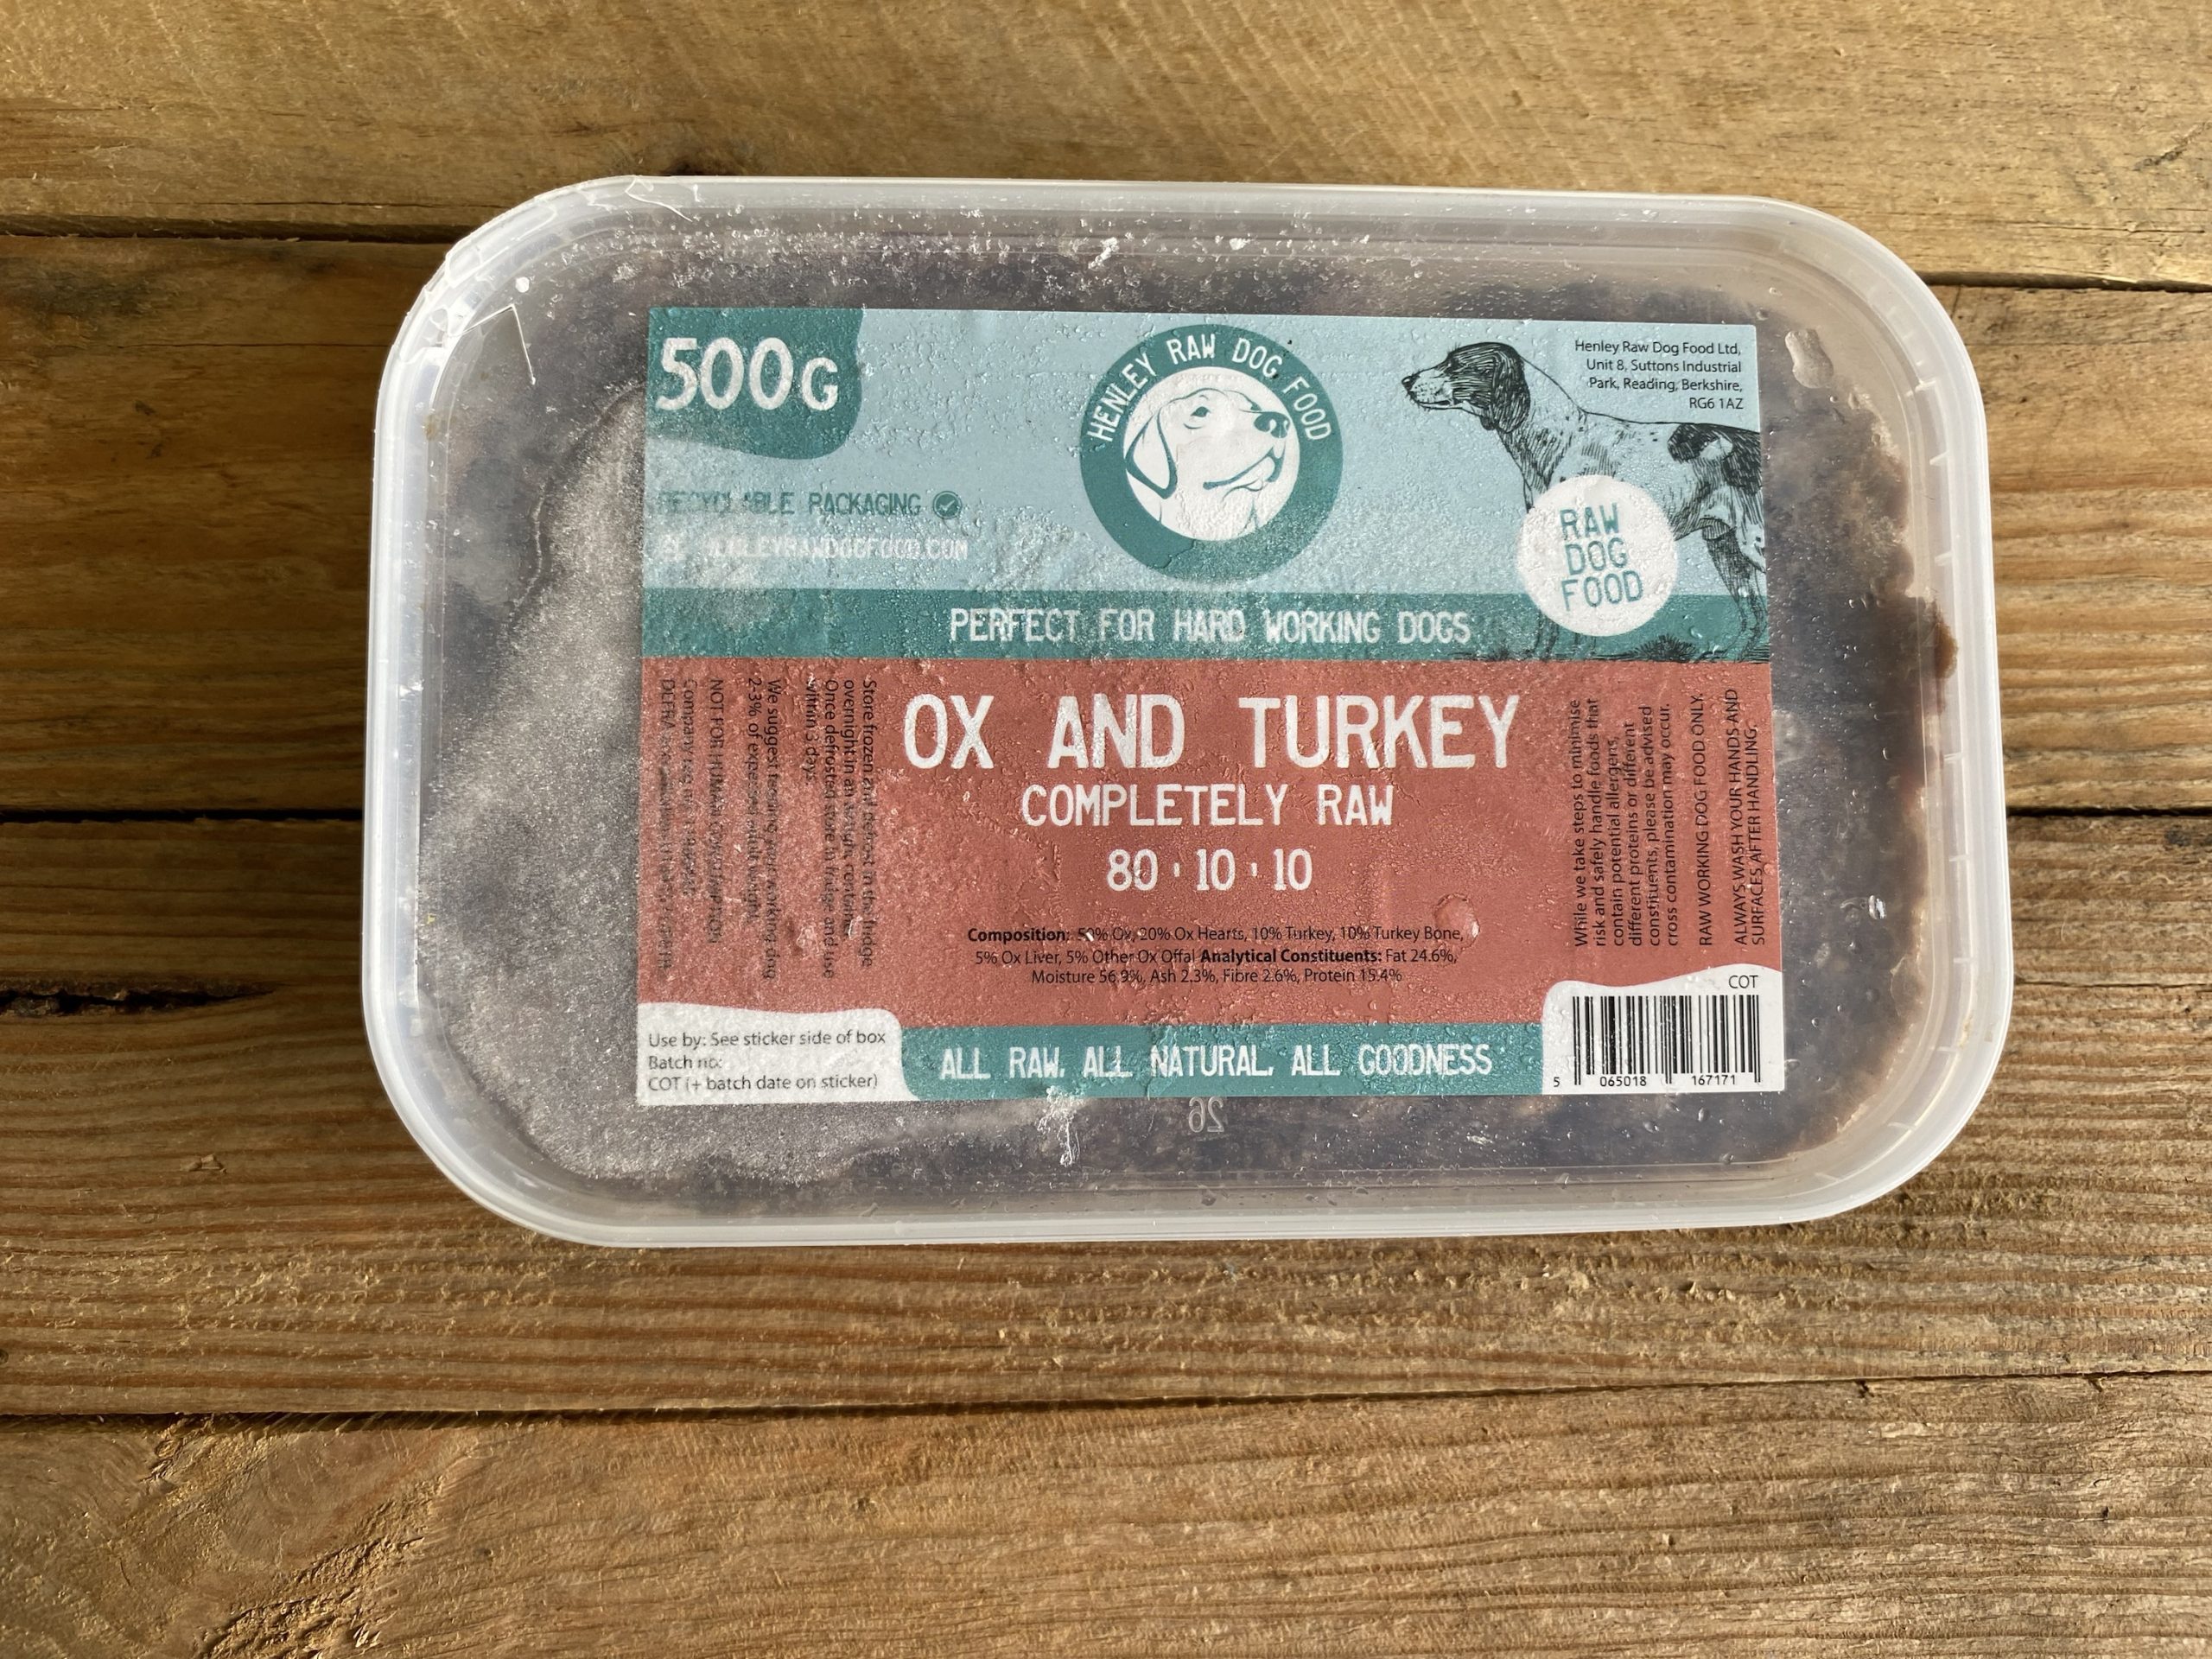 500G
HENLEY RAW DOG FOOD
Henley Raw Dog Food Ltd,
Unit 8, Suttons Industrial
Park, Reading, Berkshire,
RG6 1AZ
RECYCLABLE PACKAGING
HENLEYRAWDOGFOOD.COM
RAW
DOG
FOOD
PERFECT FOR HARD WORKING DOGS
OX AND TURKEY
COMPLETELY RAW
80 · 10 · 10
Composition: 50% Ox, 20% Ox Hearts, 10% Turkey, 10% Turkey Bone,
5% Ox Liver, 5% Other Ox Offal Analytical Constituents: Fat 24.6%,
Moisture 56.9%, Ash 2.3%, Fibre 2.6%, Protein 15.4%
Store frozen and defrost in the fridge
overnight in an airtight container.
Once defrosted store in fridge and use
within 3 days.
We suggest feeding your working dog
2-3% of expected adult weight.
NOT FOR HUMAN CONSUMPTION
Company
DEFRA
While we take steps to minimise
risk and safely handle foods that
contain potential allergens,
different proteins or different
constituents, please be advised
cross contamination may occur.
RAW WORKING DOG FOOD ONLY.
ALWAYS WASH YOUR HANDS AND
SURFACES AFTER HANDLING.
Use by: See sticker side of box
Batch no:
COT (+ batch date on sticker)
ALL RAW, ALL NATURAL, ALL GOODNESS
COT
5 065018 167171
26